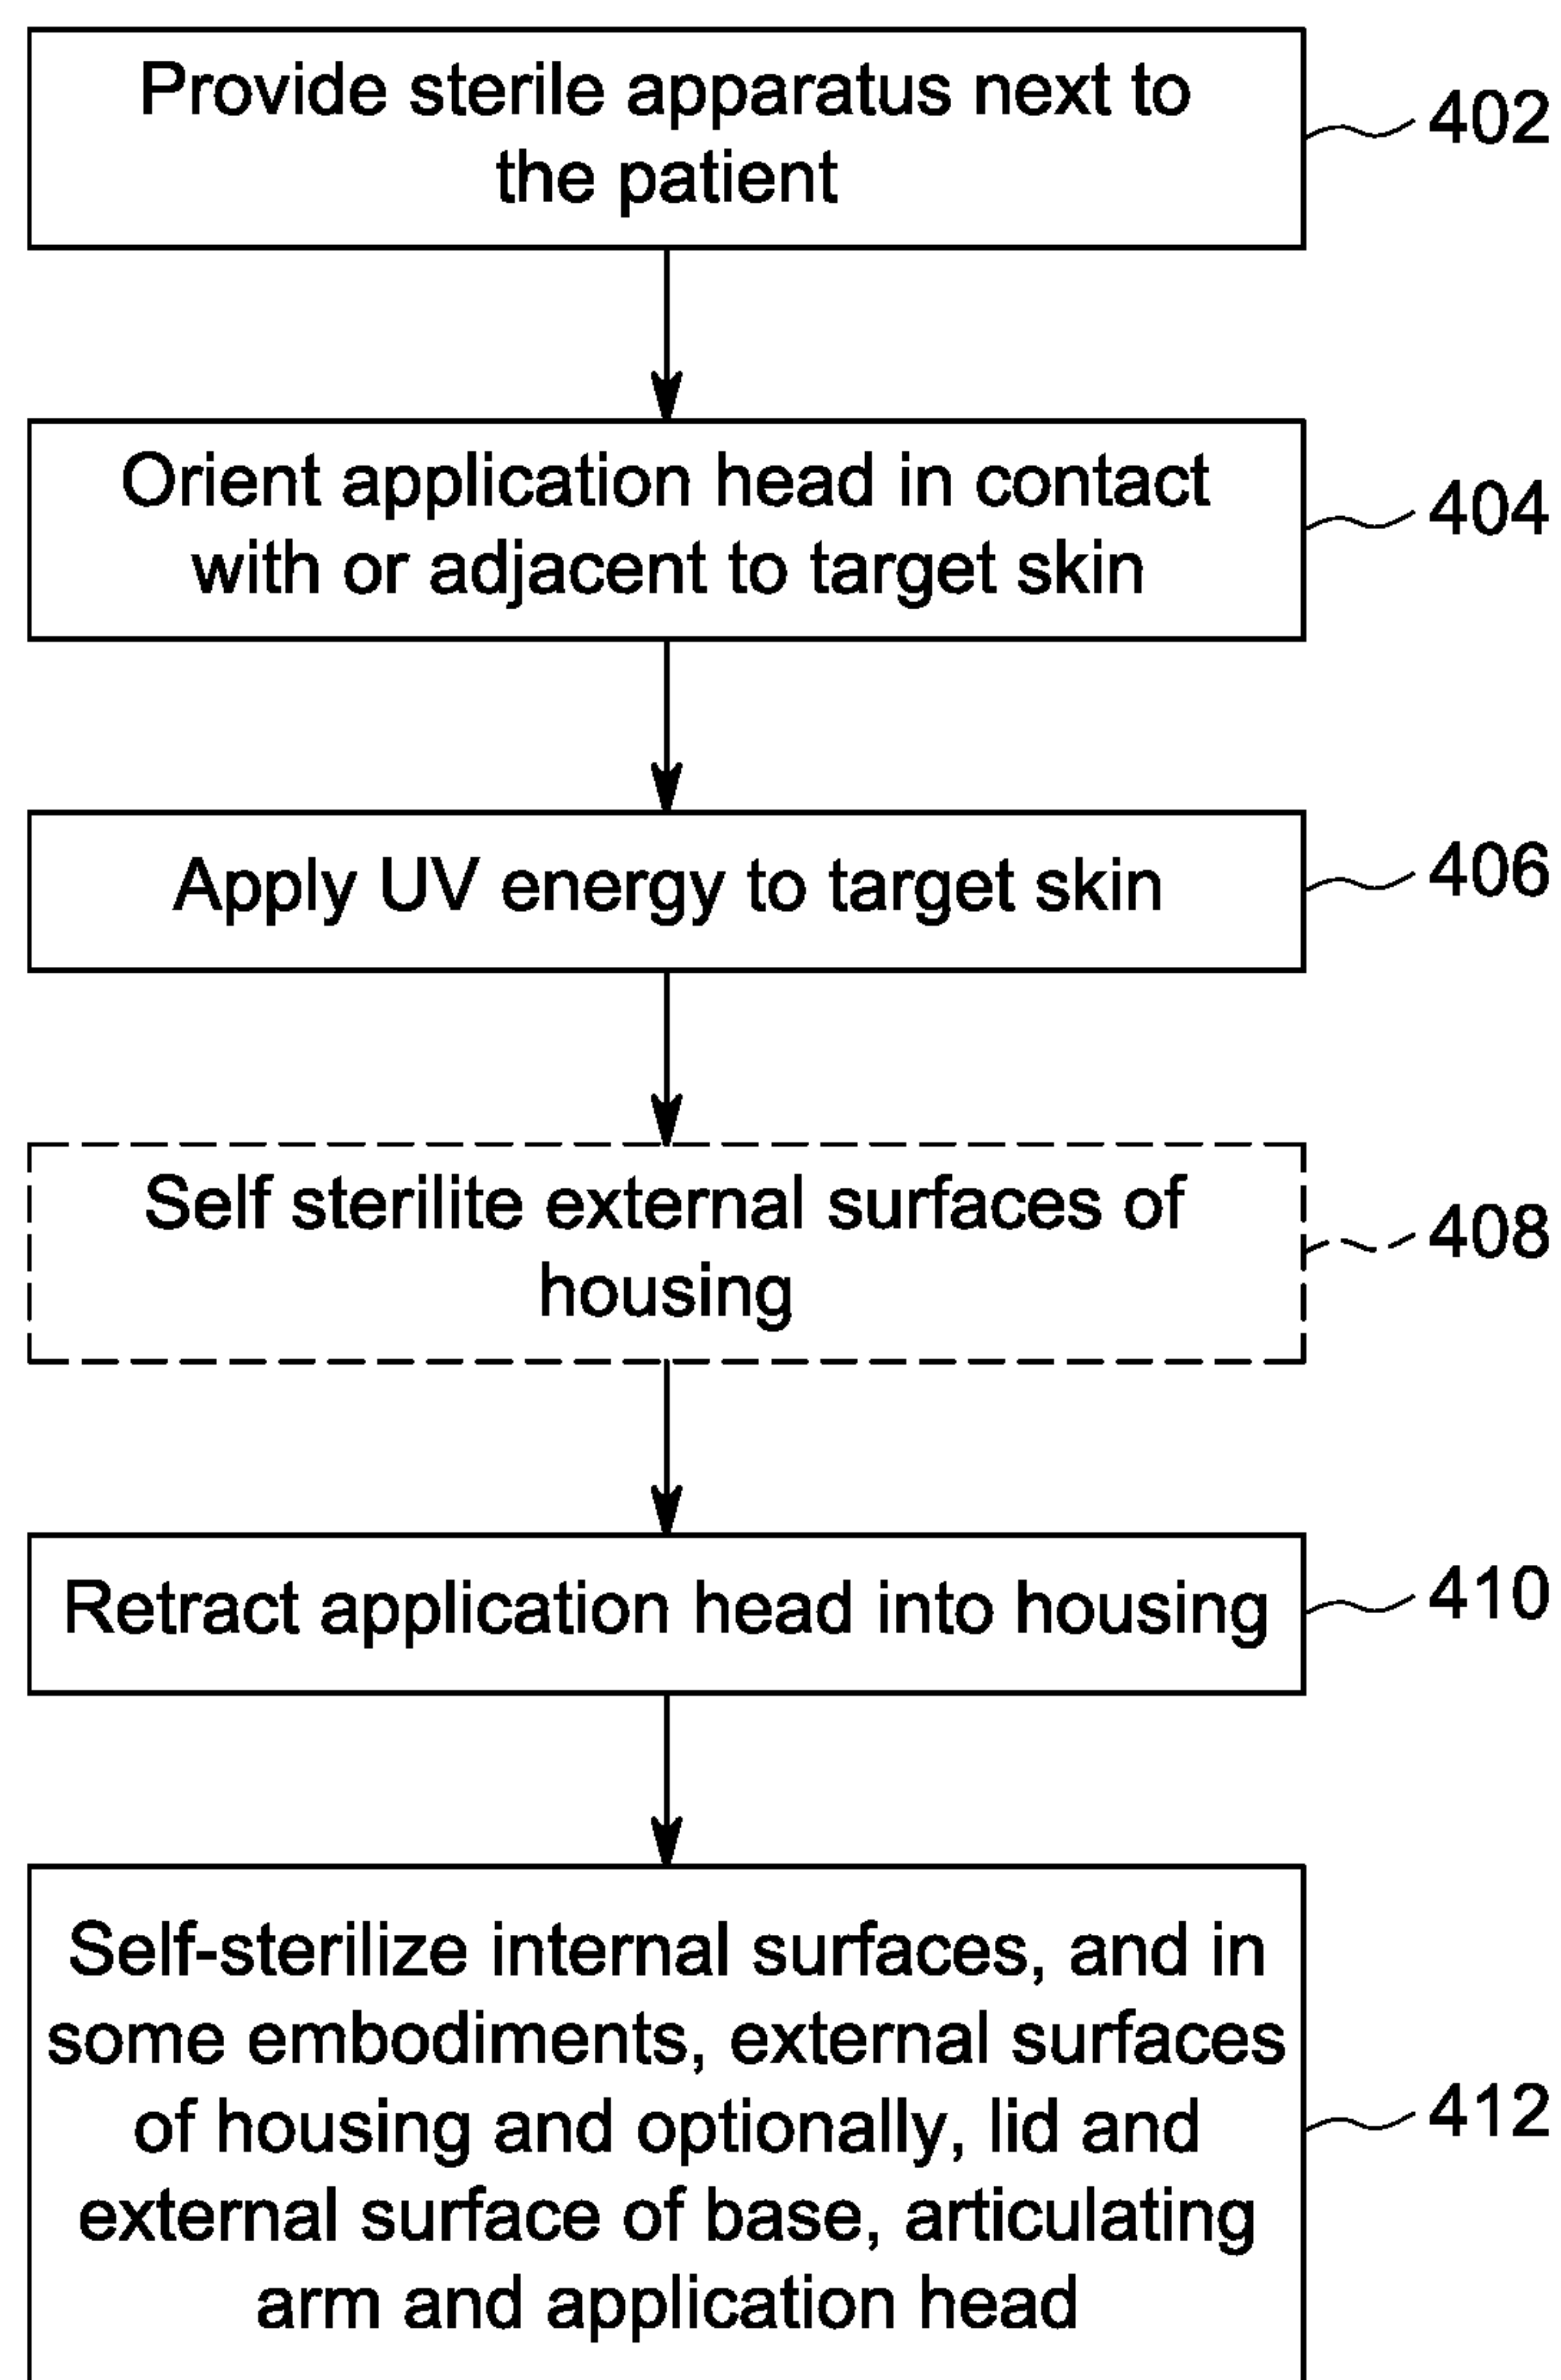 Provide sterile apparatus next to
the patient
402
Orient application head in contact
with or adjacent to target skin
404
Apply UV energy to target skin
406
Self sterilite external surfaces of
housing
408
Retract application head into housing
410
Self-sterilize internal surfaces, and in
some embodiments, external surfaces
of housing and optionally, lid and
external surface of base, articulating
arm and application head
412